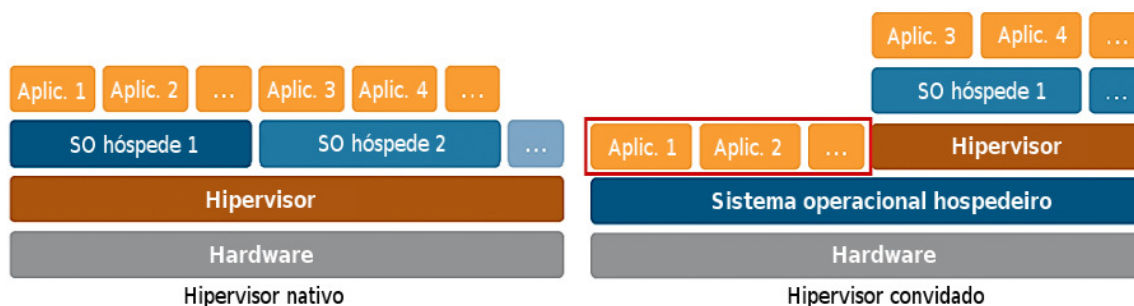 Aplic. 3 Aplic. 4 ...
Aplic. 1 Aplic. 2 ... Aplic. 3 Aplic. 4 ... SO hóspede 1 ...
SO hóspede 1 SO hóspede 2 ... Aplic. 1 Aplic. 2 ... Hipervisor
Hipervisor Sistema operacional hospedeiro
Hardware Hardware
Hipervisor nativo Hipervisor convidado